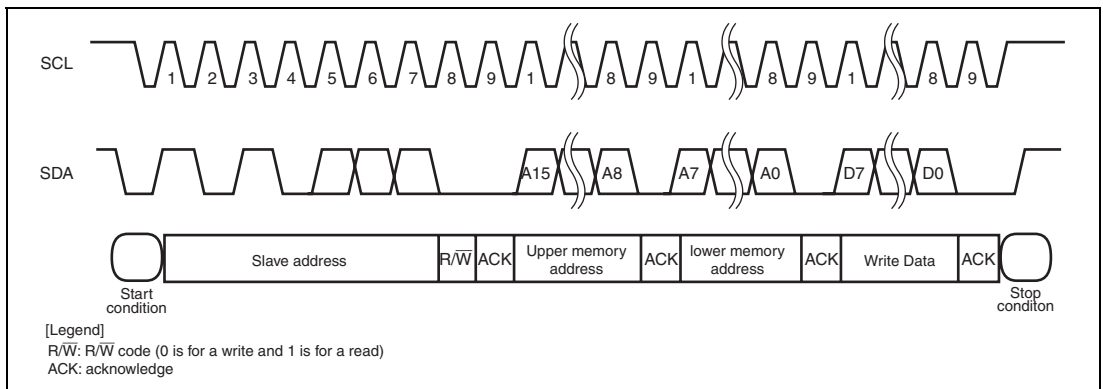 SCL
1 2 3 4 5 6 7 8 9 1 8 9 1 8 9 1 8 9
SDA
A15 A8 A7 A0 D7 D0
Slave address
R/W̅
ACK
Upper memory
address
ACK
lower memory
address
ACK
Write Data
ACK
Start
condition
Stop
conditon
[Legend]
R/W̅: R/W̅ code (0 is for a write and 1 is for a read)
ACK: acknowledge